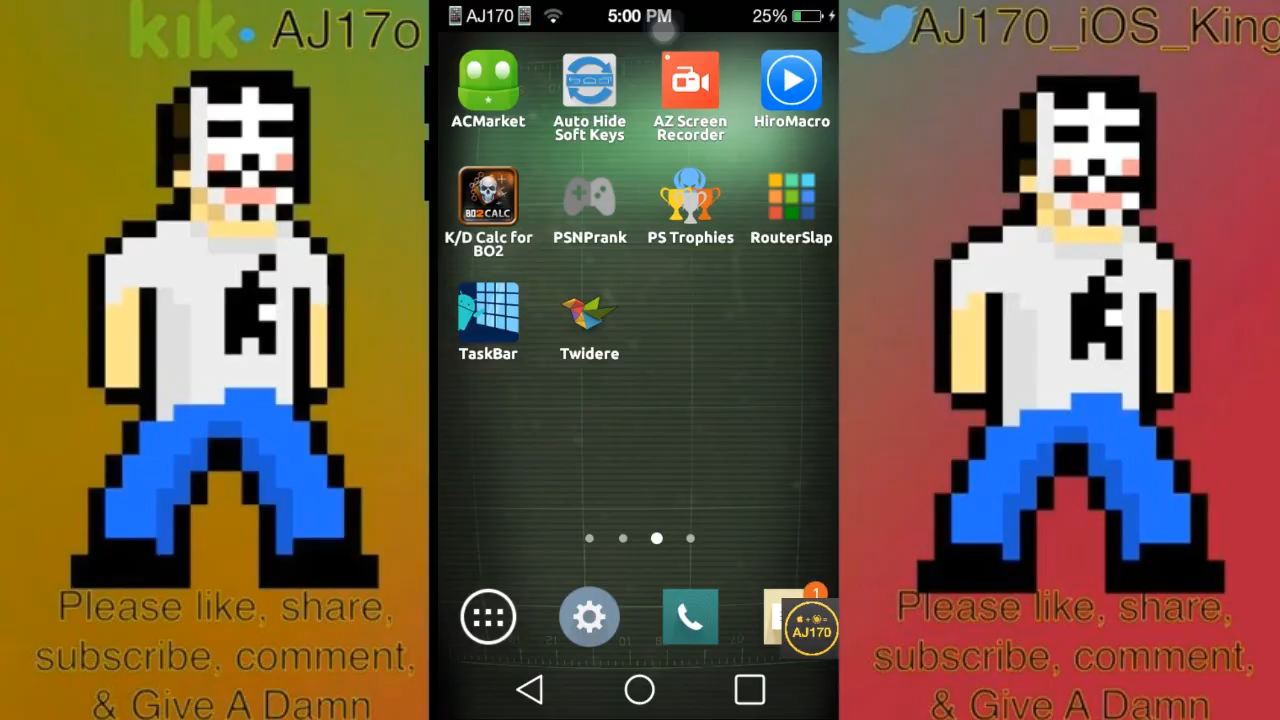 kik• AJ17o
AJ170
5:00 PM
25%
AJ170_iOS_King
ACMarket
Auto Hide
Soft Keys
AZ Screen
Recorder
HiroMacro
BO2CALC
K/D Calc for
BO2
PSNPrank
PS Trophies
RouterSlap
TaskBar
Twidere
1
AJ170
Please like, share,
subscribe, comment,
& Give A Damn
Please like, share,
subscribe, comment,
& Give A Damn